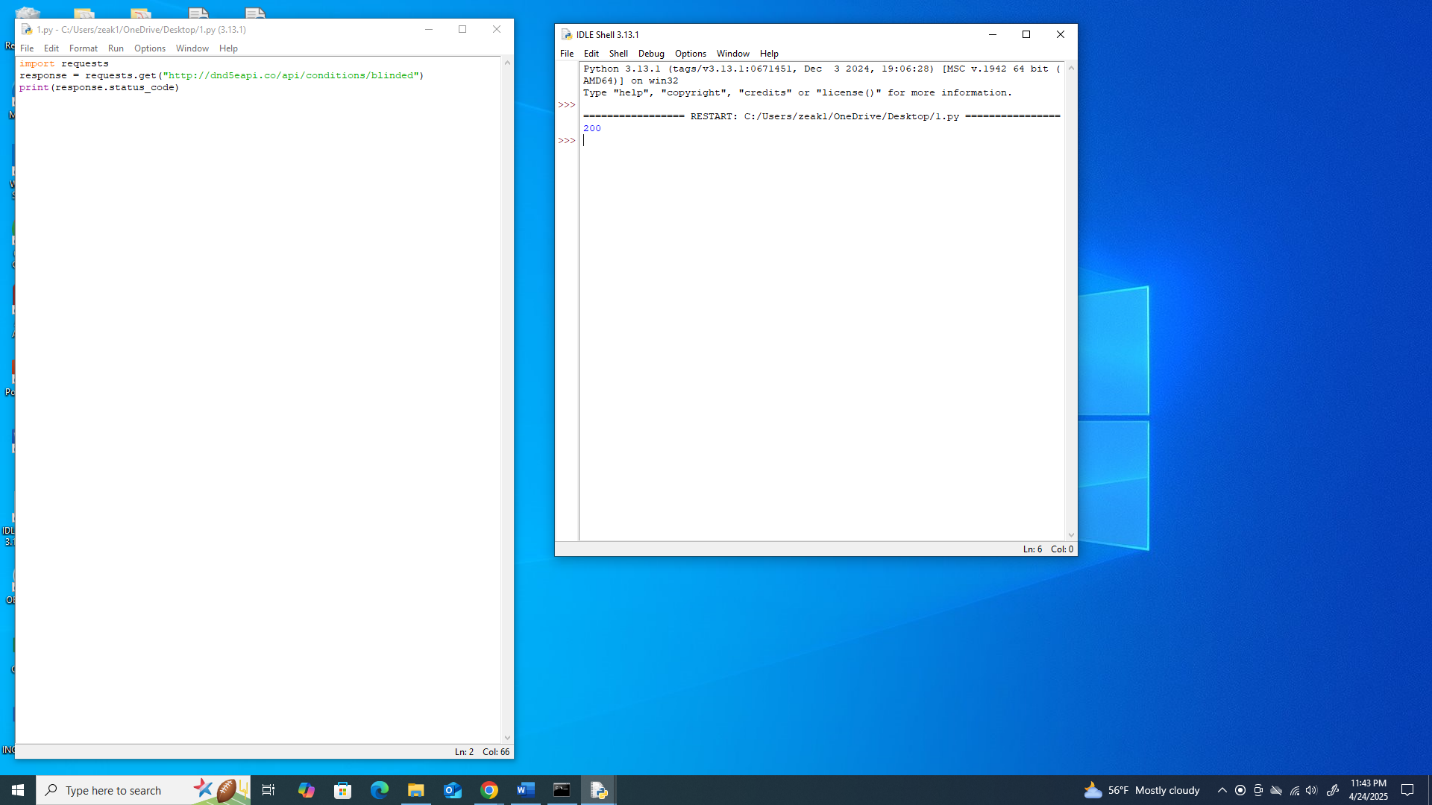 1.py - C:/Users/zeak1/OneDrive/Desktop/1.py (3.13.1)
File Edit Format Run Options Window Help
import requests
response = requests.get("http://dnd5eapi.co/api/conditions/blinded")
print(response.status_code)
Ln: 2 Col: 66
IDLE Shell 3.13.1
File Edit Shell Debug Options Window Help
Python 3.13.1 (tags/v3.13.1:0671451, Dec  3 2024, 19:06:28) [MSC v.1942 64 bit (
AMD64)] on win32
Type "help", "copyright", "credits" or "license()" for more information.
>>>
================= RESTART: C:/Users/zeak1/OneDrive/Desktop/1.py ================
200
>>>
Ln: 6 Col: 0
Type here to search
56°F Mostly cloudy
11:43 PM
4/24/2025